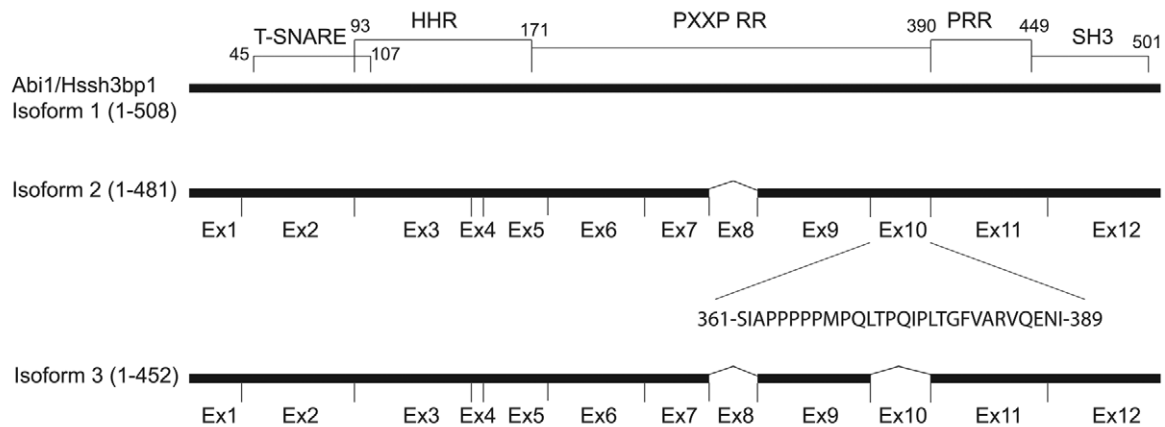 HHR PXXP RR PRR
93 171 390 449
T-SNARE SH3
45 107 501
Abi1/Hssh3bp1
Isoform 1 (1-508)
Isoform 2 (1-481)
Ex1 Ex2 Ex3 Ex4 Ex5 Ex6 Ex7 Ex8 Ex9 Ex10 Ex11 Ex12
361-SIAPPPPPMPQLTPQIPLTGFVARVQENI-389
Isoform 3 (1-452)
Ex1 Ex2 Ex3 Ex4 Ex5 Ex6 Ex7 Ex8 Ex9 Ex10 Ex11 Ex12